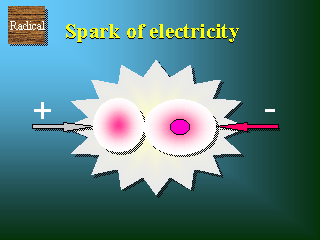 Radical
Spark of electricity
+ -